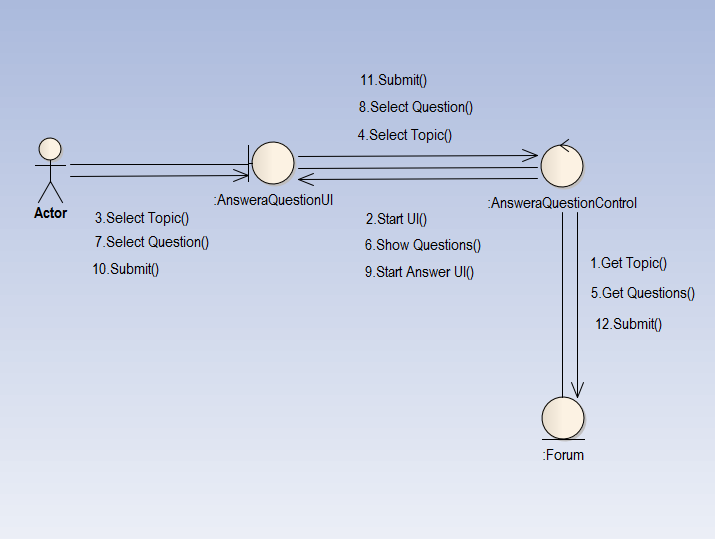 11.Submit()
8.Select Question()
4.Select Topic()
:AnsweraQuestionUI
:AnsweraQuestionControl
Actor
3.Select Topic()
7.Select Question()
10.Submit()
2.Start UI()
6.Show Questions()
9.Start Answer UI()
1.Get Topic()
5.Get Questions()
12.Submit()
:Forum